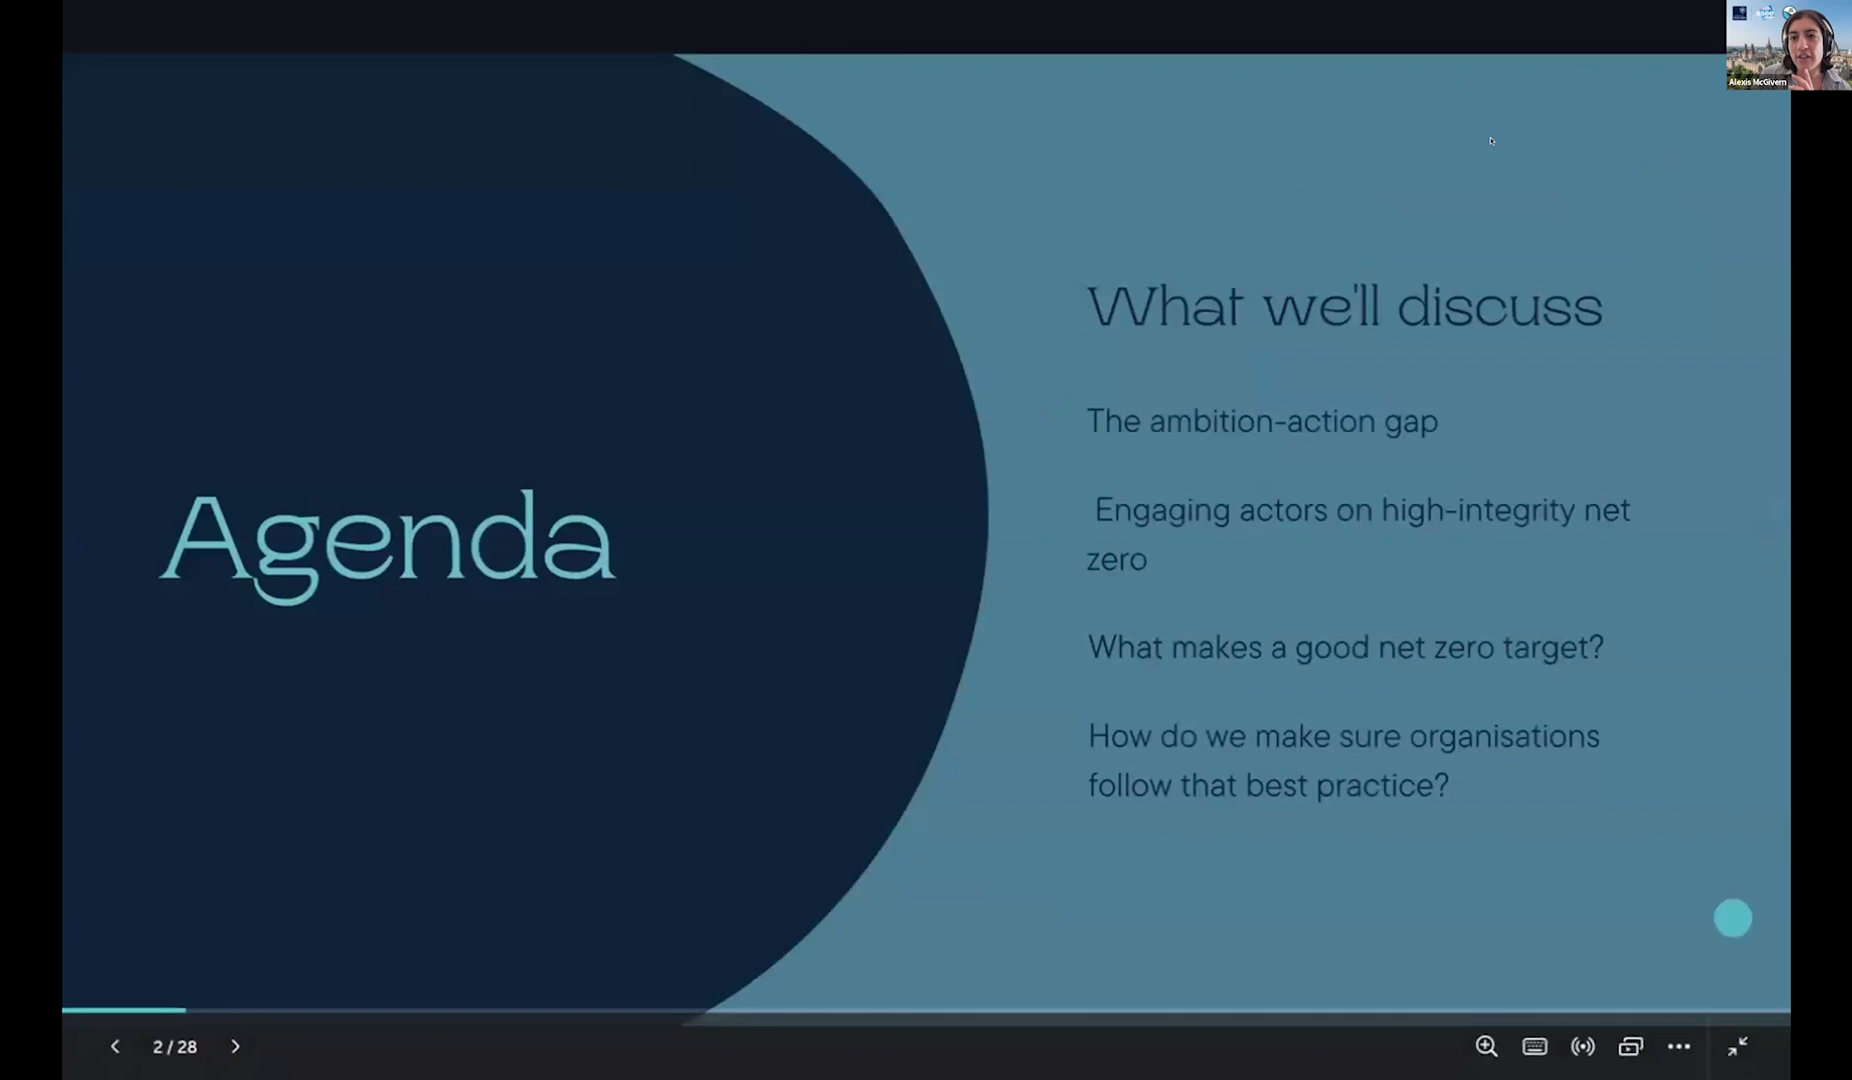 Alexis McGivern
Agenda
What we'll discuss
The ambition-action gap
Engaging actors on high-integrity net
zero
What makes a good net zero target?
How do we make sure organisations
follow that best practice?
2 / 28